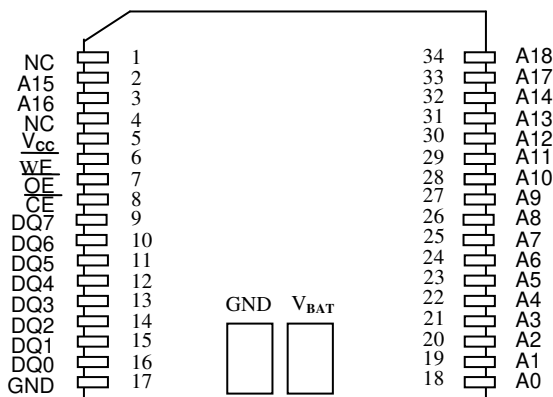 NC 1 34 A18
A15 2 33 A17
A16 3 32 A14
NC 4 31 A13
VCC 5 30 A12
WE 6 29 A11
OE 7 28 A10
CE 8 27 A9
DQ7 9 26 A8
DQ6 10 25 A7
DQ5 11 24 A6
DQ4 12 23 A5
DQ3 13 22 A4
DQ2 14 21 A3
DQ1 15 20 A2
DQ0 16 19 A1
GND 17 18 A0
GND VBAT